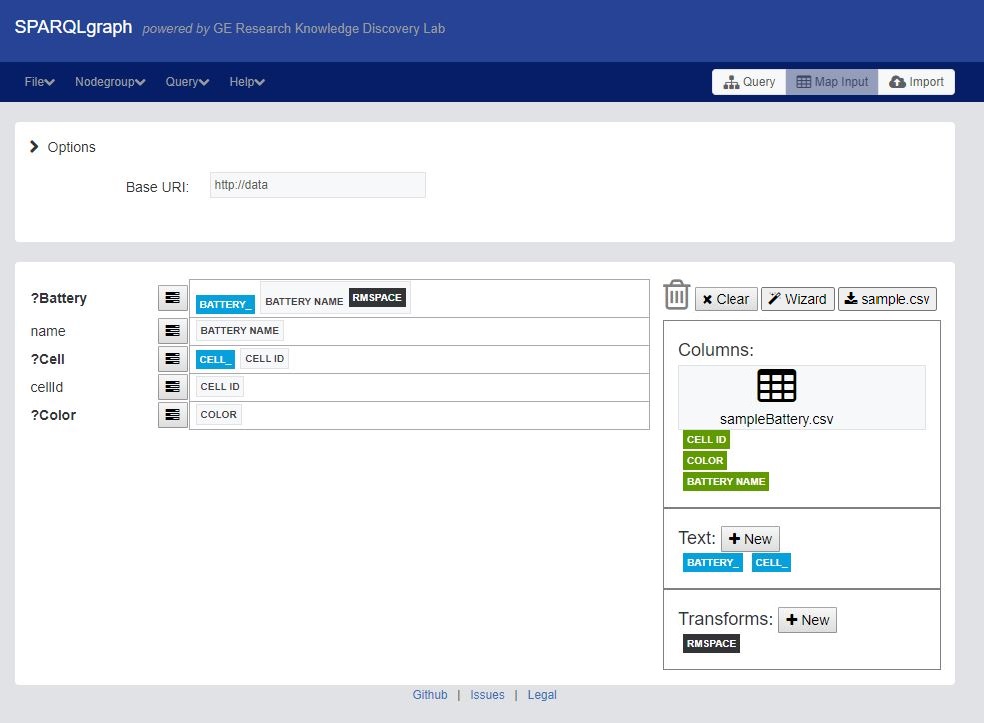 SPARQLgraph powered by GE Research Knowledge Discovery Lab
File Nodegroup Query Help Query Map Input Import
Options
Base URI: http://data
?Battery BATTERY_ BATTERY NAME RMSPACE
name BATTERY NAME
?Cell CELL_ CELL ID
cellId CELL ID
?Color COLOR
Clear Wizard sample.csv
Columns:
sampleBattery.csv
CELL ID
COLOR
BATTERY NAME
Text: New
BATTERY_ CELL_
Transforms: New
RMSPACE
Github | Issues | Legal